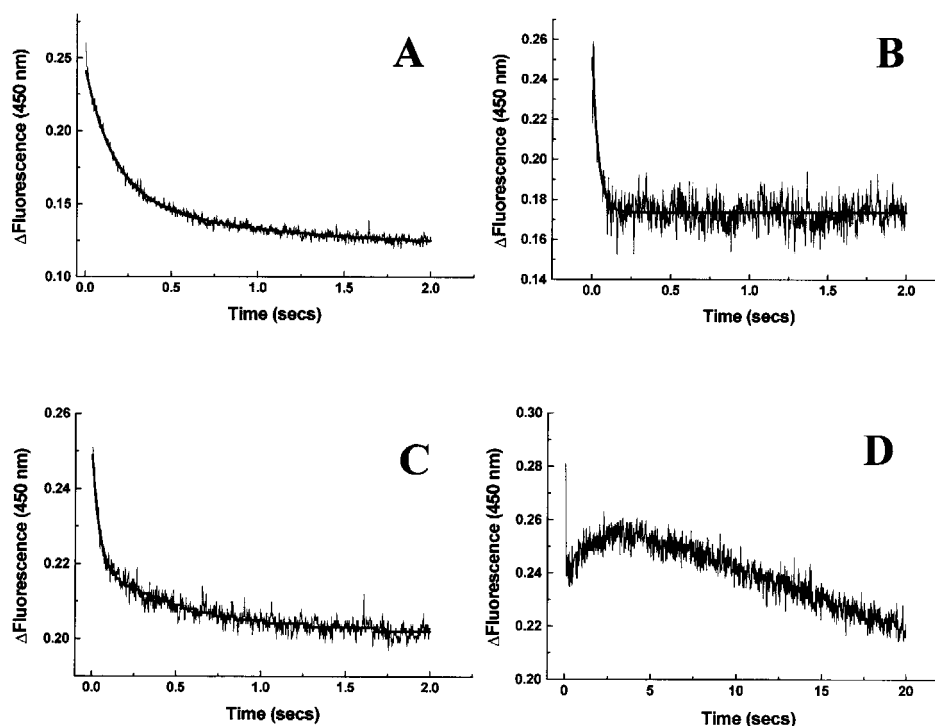 A
ΔFluorescence (450 nm)
0.25
0.20
0.15
0.10
0.0 0.5 1.0 1.5 2.0
Time (secs)
B
ΔFluorescence (450 nm)
0.26
0.24
0.22
0.20
0.18
0.16
0.14
0.0 0.5 1.0 1.5 2.0
Time (secs)
C
ΔFluorescence (450 nm)
0.26
0.24
0.22
0.20
0.0 0.5 1.0 1.5 2.0
Time (secs)
D
ΔFluorescence (450 nm)
0.30
0.28
0.26
0.24
0.22
0.20
0 5 10 15 20
Time (secs)